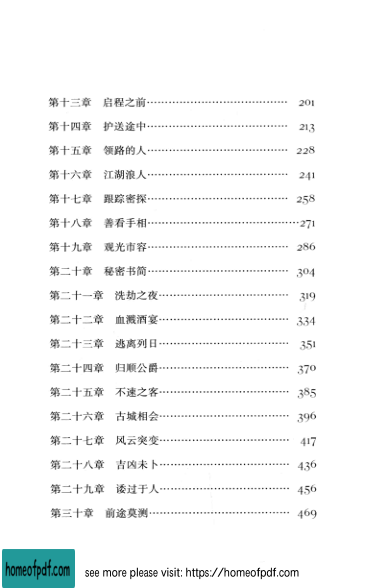 第十三章 启程之前…………………………………… 201
第十四章 护送途中…………………………………… 213
第十五章 领路的人…………………………………… 228
第十六章 江湖浪人…………………………………… 241
第十七章 跟踪密探…………………………………… 258
第十八章 善看手相…………………………………… 271
第十九章 观光市容…………………………………… 286
第二十章 秘密书简…………………………………… 304
第二十一章 洗劫之夜………………………………… 319
第二十二章 血溅酒宴………………………………… 334
第二十三章 逃离列日………………………………… 351
第二十四章 归顺公爵………………………………… 370
第二十五章 不速之客………………………………… 385
第二十六章 古城相会………………………………… 396
第二十七章 风云突变………………………………… 417
第二十八章 吉凶未卜………………………………… 436
第二十九章 诿过于人………………………………… 456
第三十章 前途莫测…………………………………… 469
homeofpdf.com
see more please visit: https://homeofpdf.com